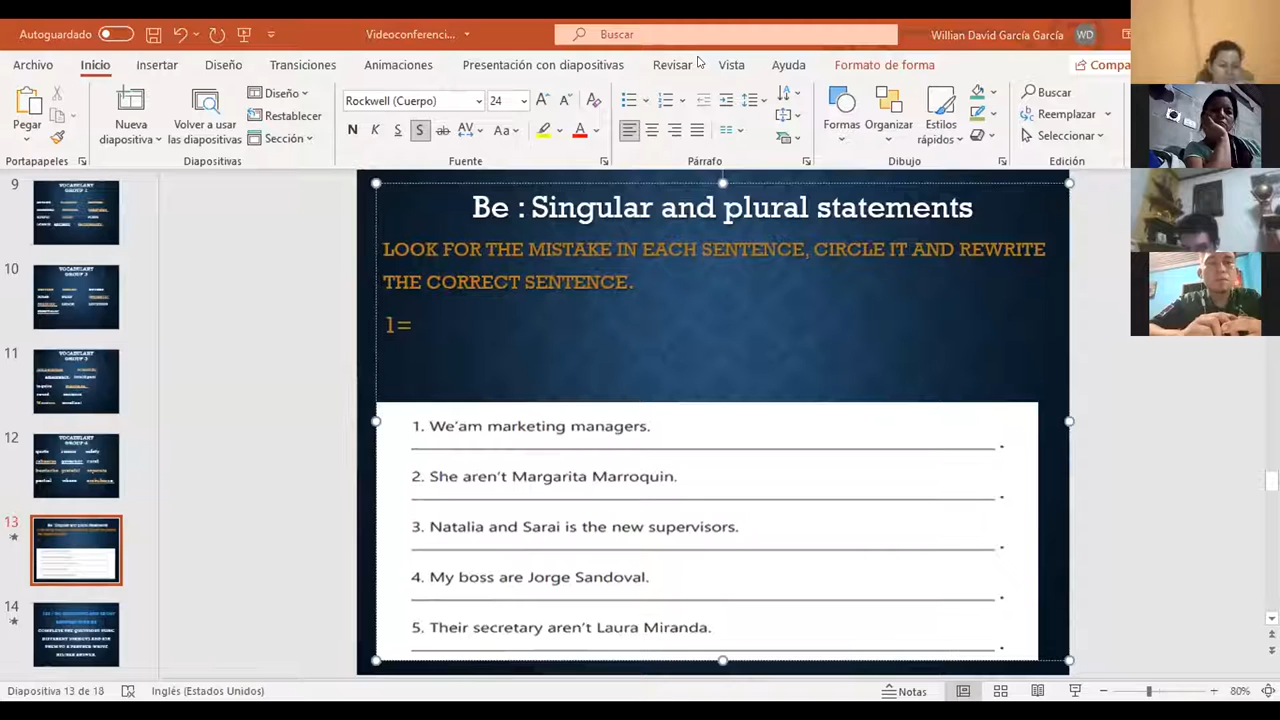 Autoguardado
Videoconferenci...
Buscar
Willian David García García
WD
Archivo
Inicio
Insertar
Diseño
Transiciones
Animaciones
Presentación con diapositivas
Revisar
Vista
Ayuda
Formato de forma
Compa
Pegar
Nueva
diapositiva
Volver a usar
las diapositivas
Diseño
Restablecer
Sección
Rockwell (Cuerpo)
24
N K S S ab AV Aa A
Formas
Organizar
Estilos
rápidos
Buscar
Reemplazar
Seleccionar
Portapapeles
Diapositivas
Fuente
Párrafo
Dibujo
Edición
9
VOCABULARY
GROUP 1
10
VOCABULARY
11
VOCABULARY
12
VOCABULARY
13
14
Be : Singular and plural statements
LOOK FOR THE MISTAKE IN EACH SENTENCE, CIRCLE IT AND REWRITE
THE CORRECT SENTENCE.
1=
1. We'am marketing managers.
2. She aren't Margarita Marroquin.
3. Natalia and Sarai is the new supervisors.
4. My boss are Jorge Sandoval.
5. Their secretary aren't Laura Miranda.
Diapositiva 13 de 18
Inglés (Estados Unidos)
Notas
80%